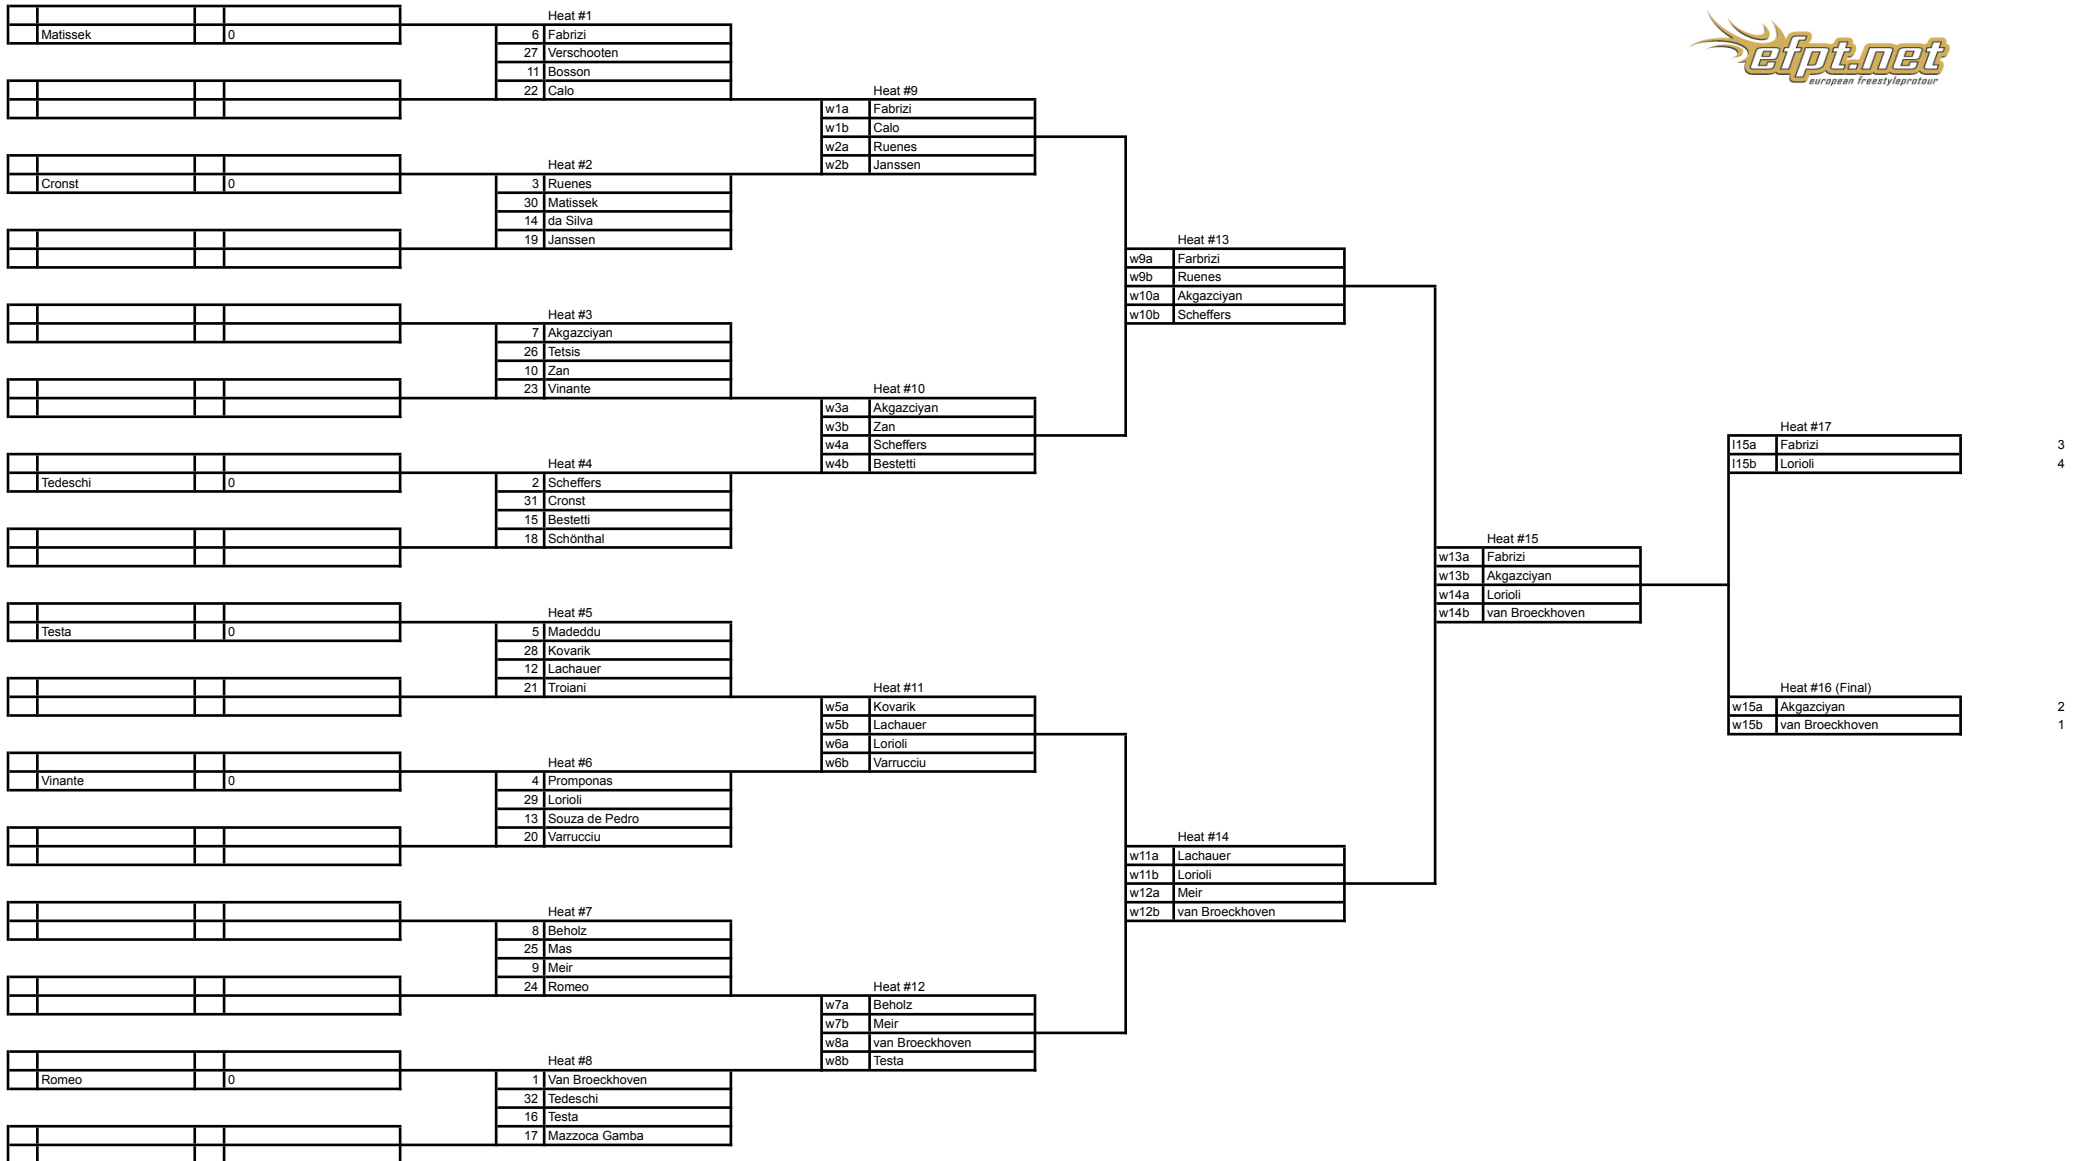 efpt.net
european freestyleprotour
Matissek 0
Cronst 0
Tedeschi 0
Testa 0
Vinante 0
Romeo 0
Heat #1
6 Fabrizi
27 Verschooten
11 Bosson
22 Calo
Heat #2
3 Ruenes
30 Matissek
14 da Silva
19 Janssen
Heat #3
7 Akgazciyan
26 Tetsis
10 Zan
23 Vinante
Heat #4
2 Scheffers
31 Cronst
15 Bestetti
18 Schönthal
Heat #5
5 Madeddu
28 Kovarik
12 Lachauer
21 Troiani
Heat #6
4 Promponas
29 Lorioli
13 Souza de Pedro
20 Varrucciu
Heat #7
8 Beholz
25 Mas
9 Meir
24 Romeo
Heat #8
1 Van Broeckhoven
32 Tedeschi
16 Testa
17 Mazzoca Gamba
Heat #9
w1a Fabrizi
w1b Calo
w2a Ruenes
w2b Janssen
Heat #10
w3a Akgazciyan
w3b Zan
w4a Scheffers
w4b Bestetti
Heat #11
w5a Kovarik
w5b Lachauer
w6a Lorioli
w6b Varrucciu
Heat #12
w7a Beholz
w7b Meir
w8a van Broeckhoven
w8b Testa
Heat #13
w9a Farbrizi
w9b Ruenes
w10a Akgazciyan
w10b Scheffers
Heat #14
w11a Lachauer
w11b Lorioli
w12a Meir
w12b van Broeckhoven
Heat #15
w13a Fabrizi
w13b Akgazciyan
w14a Lorioli
w14b van Broeckhoven
Heat #17
l15a Fabrizi 3
l15b Lorioli 4
Heat #16 (Final)
w15a Akgazciyan 2
w15b van Broeckhoven 1